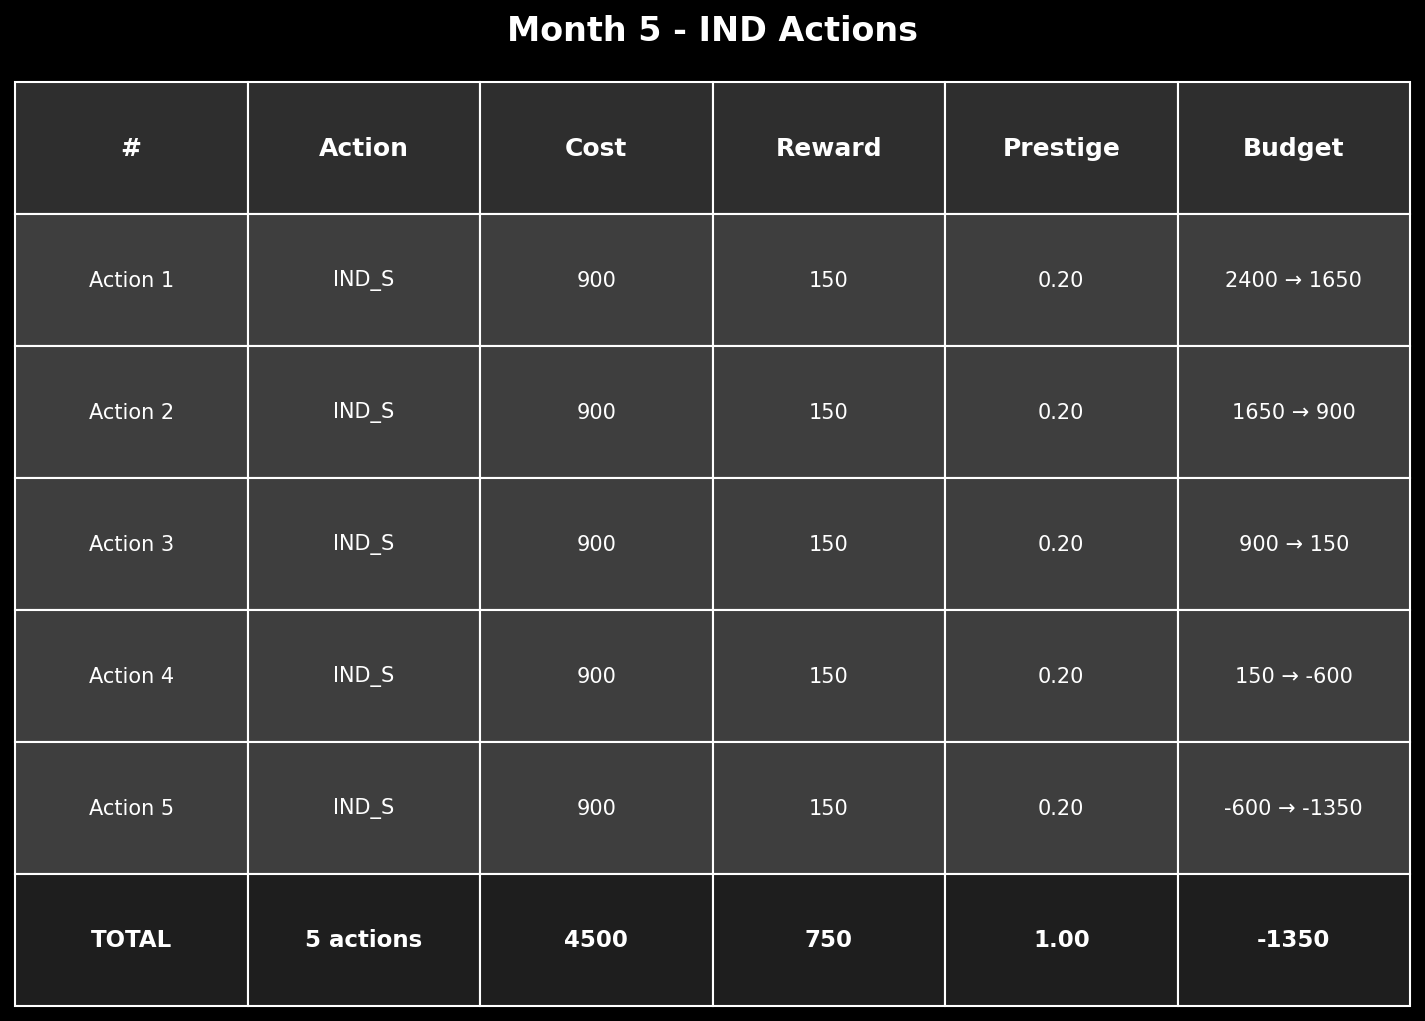 Month 5 - IND Actions
# Action Cost Reward Prestige Budget
Action 1 IND_S 900 150 0.20 2400 → 1650
Action 2 IND_S 900 150 0.20 1650 → 900
Action 3 IND_S 900 150 0.20 900 → 150
Action 4 IND_S 900 150 0.20 150 → -600
Action 5 IND_S 900 150 0.20 -600 → -1350
TOTAL 5 actions 4500 750 1.00 -1350